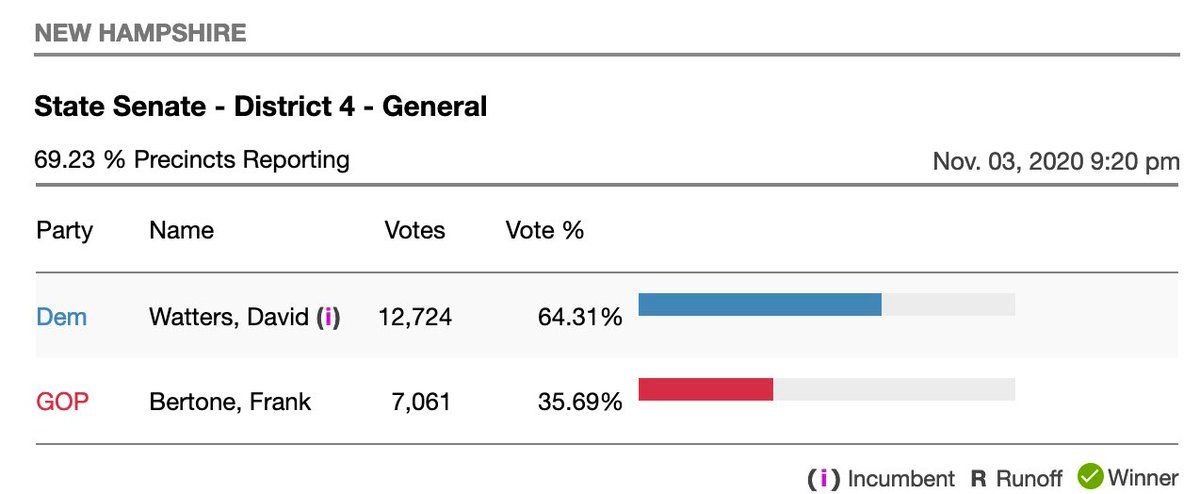 NEW HAMPSHIRE
State Senate - District 4 - General
69.23 % Precincts Reporting Nov. 03, 2020 9:20 pm
Party Name Votes Vote %
Dem Watters, David (i) 12,724 64.31%
GOP Bertone, Frank 7,061 35.69%
(i) Incumbent R Runoff Winner